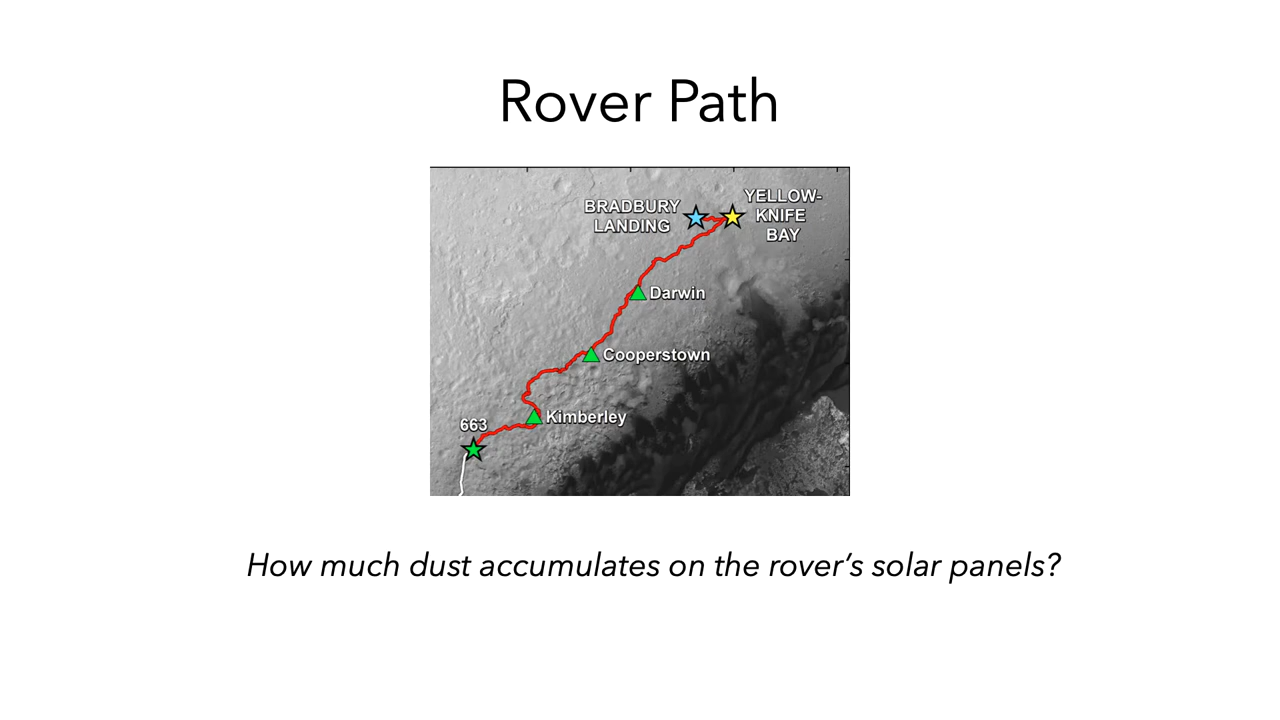 Rover Path
BRADBURY
LANDING
YELLOW-
KNIFE
BAY
Darwin
Cooperstown
Kimberley
663
How much dust accumulates on the rover’s solar panels?